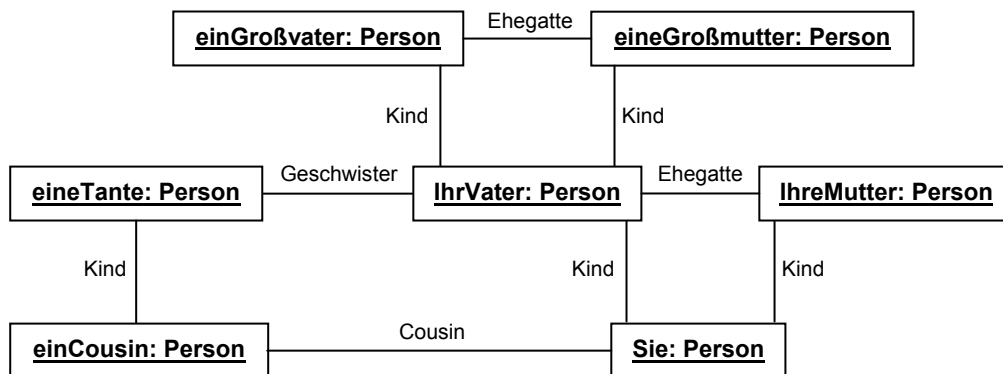 Ehegatte
einGroßvater: Person
eineGroßmutter: Person
Kind
Kind
Geschwister
Ehegatte
eineTante: Person
IhrVater: Person
IhreMutter: Person
Kind
Kind
Kind
Cousin
einCousin: Person
Sie: Person